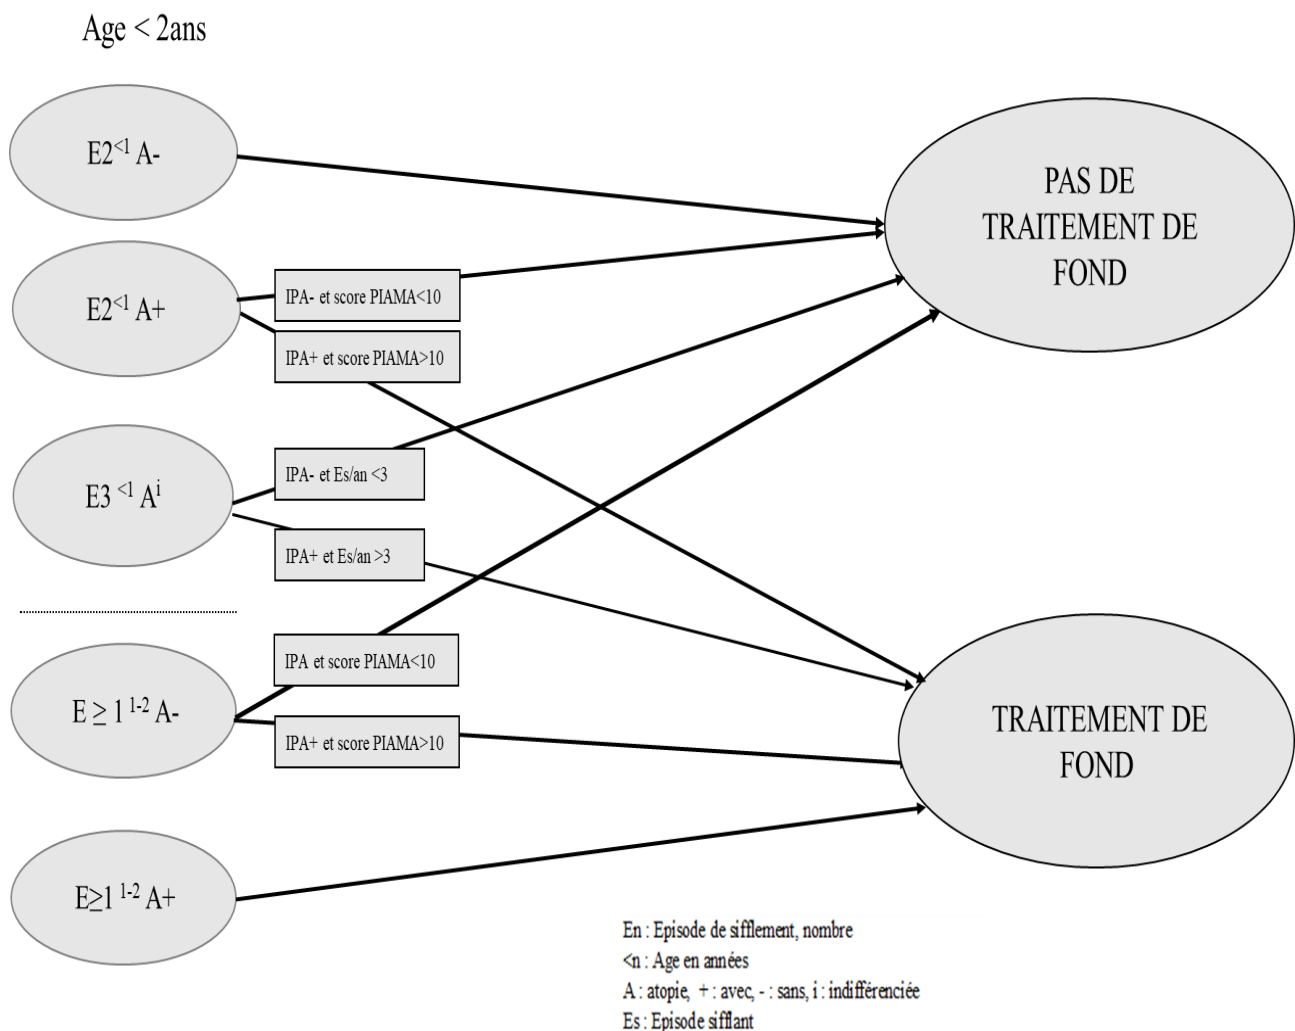 Age < 2ans
E2<1 A-
PAS DE
TRAITEMENT DE
FOND
E2<1 A+
IPA- et score PIAMA<10
IPA+ et score PIAMA>10
E3 <1 Ai
IPA- et Es/an <3
IPA+ et Es/an >3
E ≥ 1 1-2 A-
IPA et score PIAMA<10
IPA+ et score PIAMA>10
TRAITEMENT DE
FOND
E≥1 1-2 A+
En : Episode de sifflement, nombre
<n : Age en années
A : atopie, + : avec, - : sans, i : indifférenciée
Es : Episode sifflant